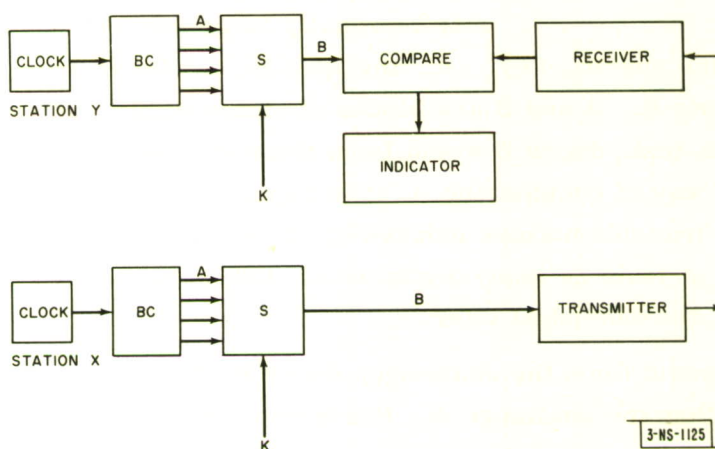 A
B
CLOCK
BC
S
COMPARE
RECEIVER
STATION Y
INDICATOR
K
A
B
CLOCK
BC
S
TRANSMITTER
STATION X
K
3-NS-1125